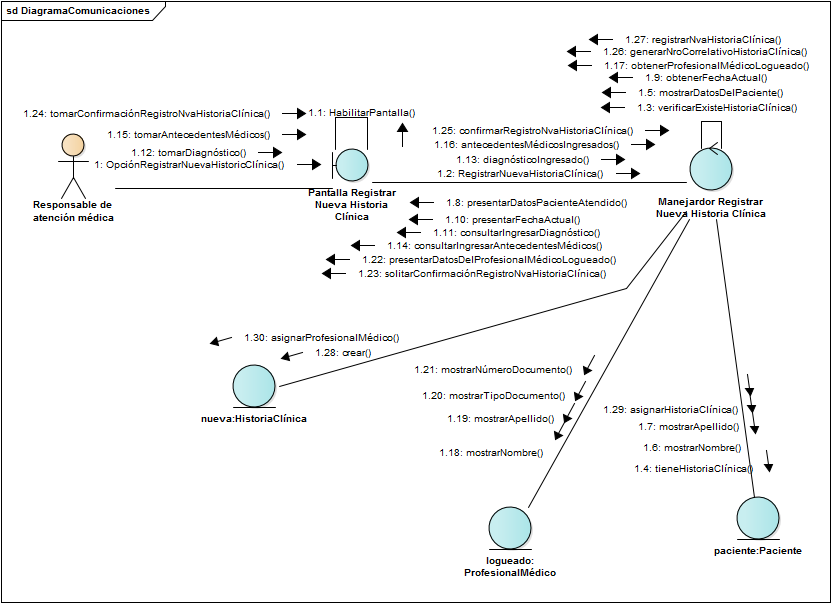 sd DiagramaComunicaciones
1.27: registrarNvaHistoriaClínica()
1.26: generarNroCorrelativoHistoriaClínica()
1.17: obtenerProfesionalMédicoLogueado()
1.9: obtenerFechaActual()
1.5: mostrarDatosDelPaciente()
1.3: verificarExisteHistoriaClínica()
1.24: tomarConfirmaciónRegistroNvaHistoriaClínica()
1.15: tomarAntecedentesMédicos()
1.12: tomarDiagnóstico()
1: OpciónRegistrarNuevaHistoricClínica()
1.1: HabilitarPantalla()
1.25: confirmarRegistroNvaHistoriaClínica()
1.16: antecedentesMédicosIngresados()
1.13: diagnósticoIngresado()
1.2: RegistrarNuevaHistoriaClínica()
Responsable de
atención médica
Pantalla Registrar
Nueva Historia
Clínica
Manejardor Registrar
Nueva Historia Clínica
1.8: presentarDatosPacienteAtendido()
1.10: presentarFechaActual()
1.11: consultarIngresarDiagnóstico()
1.14: consultarIngresarAntecedentesMédicos()
1.22: presentarDatosDelProfesionalMédicoLogueado()
1.23: solitarConfirmaciónRegistroNvaHistoriaClínica()
1.30: asignarProfesionalMédico()
1.28: crear()
nueva:HistoriaClínica
1.21: mostrarNúmeroDocumento()
1.20: mostrarTipoDocumento()
1.19: mostrarApellido()
1.18: mostrarNombre()
1.29: asignarHistoriaClínica()
1.7: mostrarApellido()
1.6: mostrarNombre()
1.4: tieneHistoriaClínica()
logueado:
ProfesionalMédico
paciente:Paciente